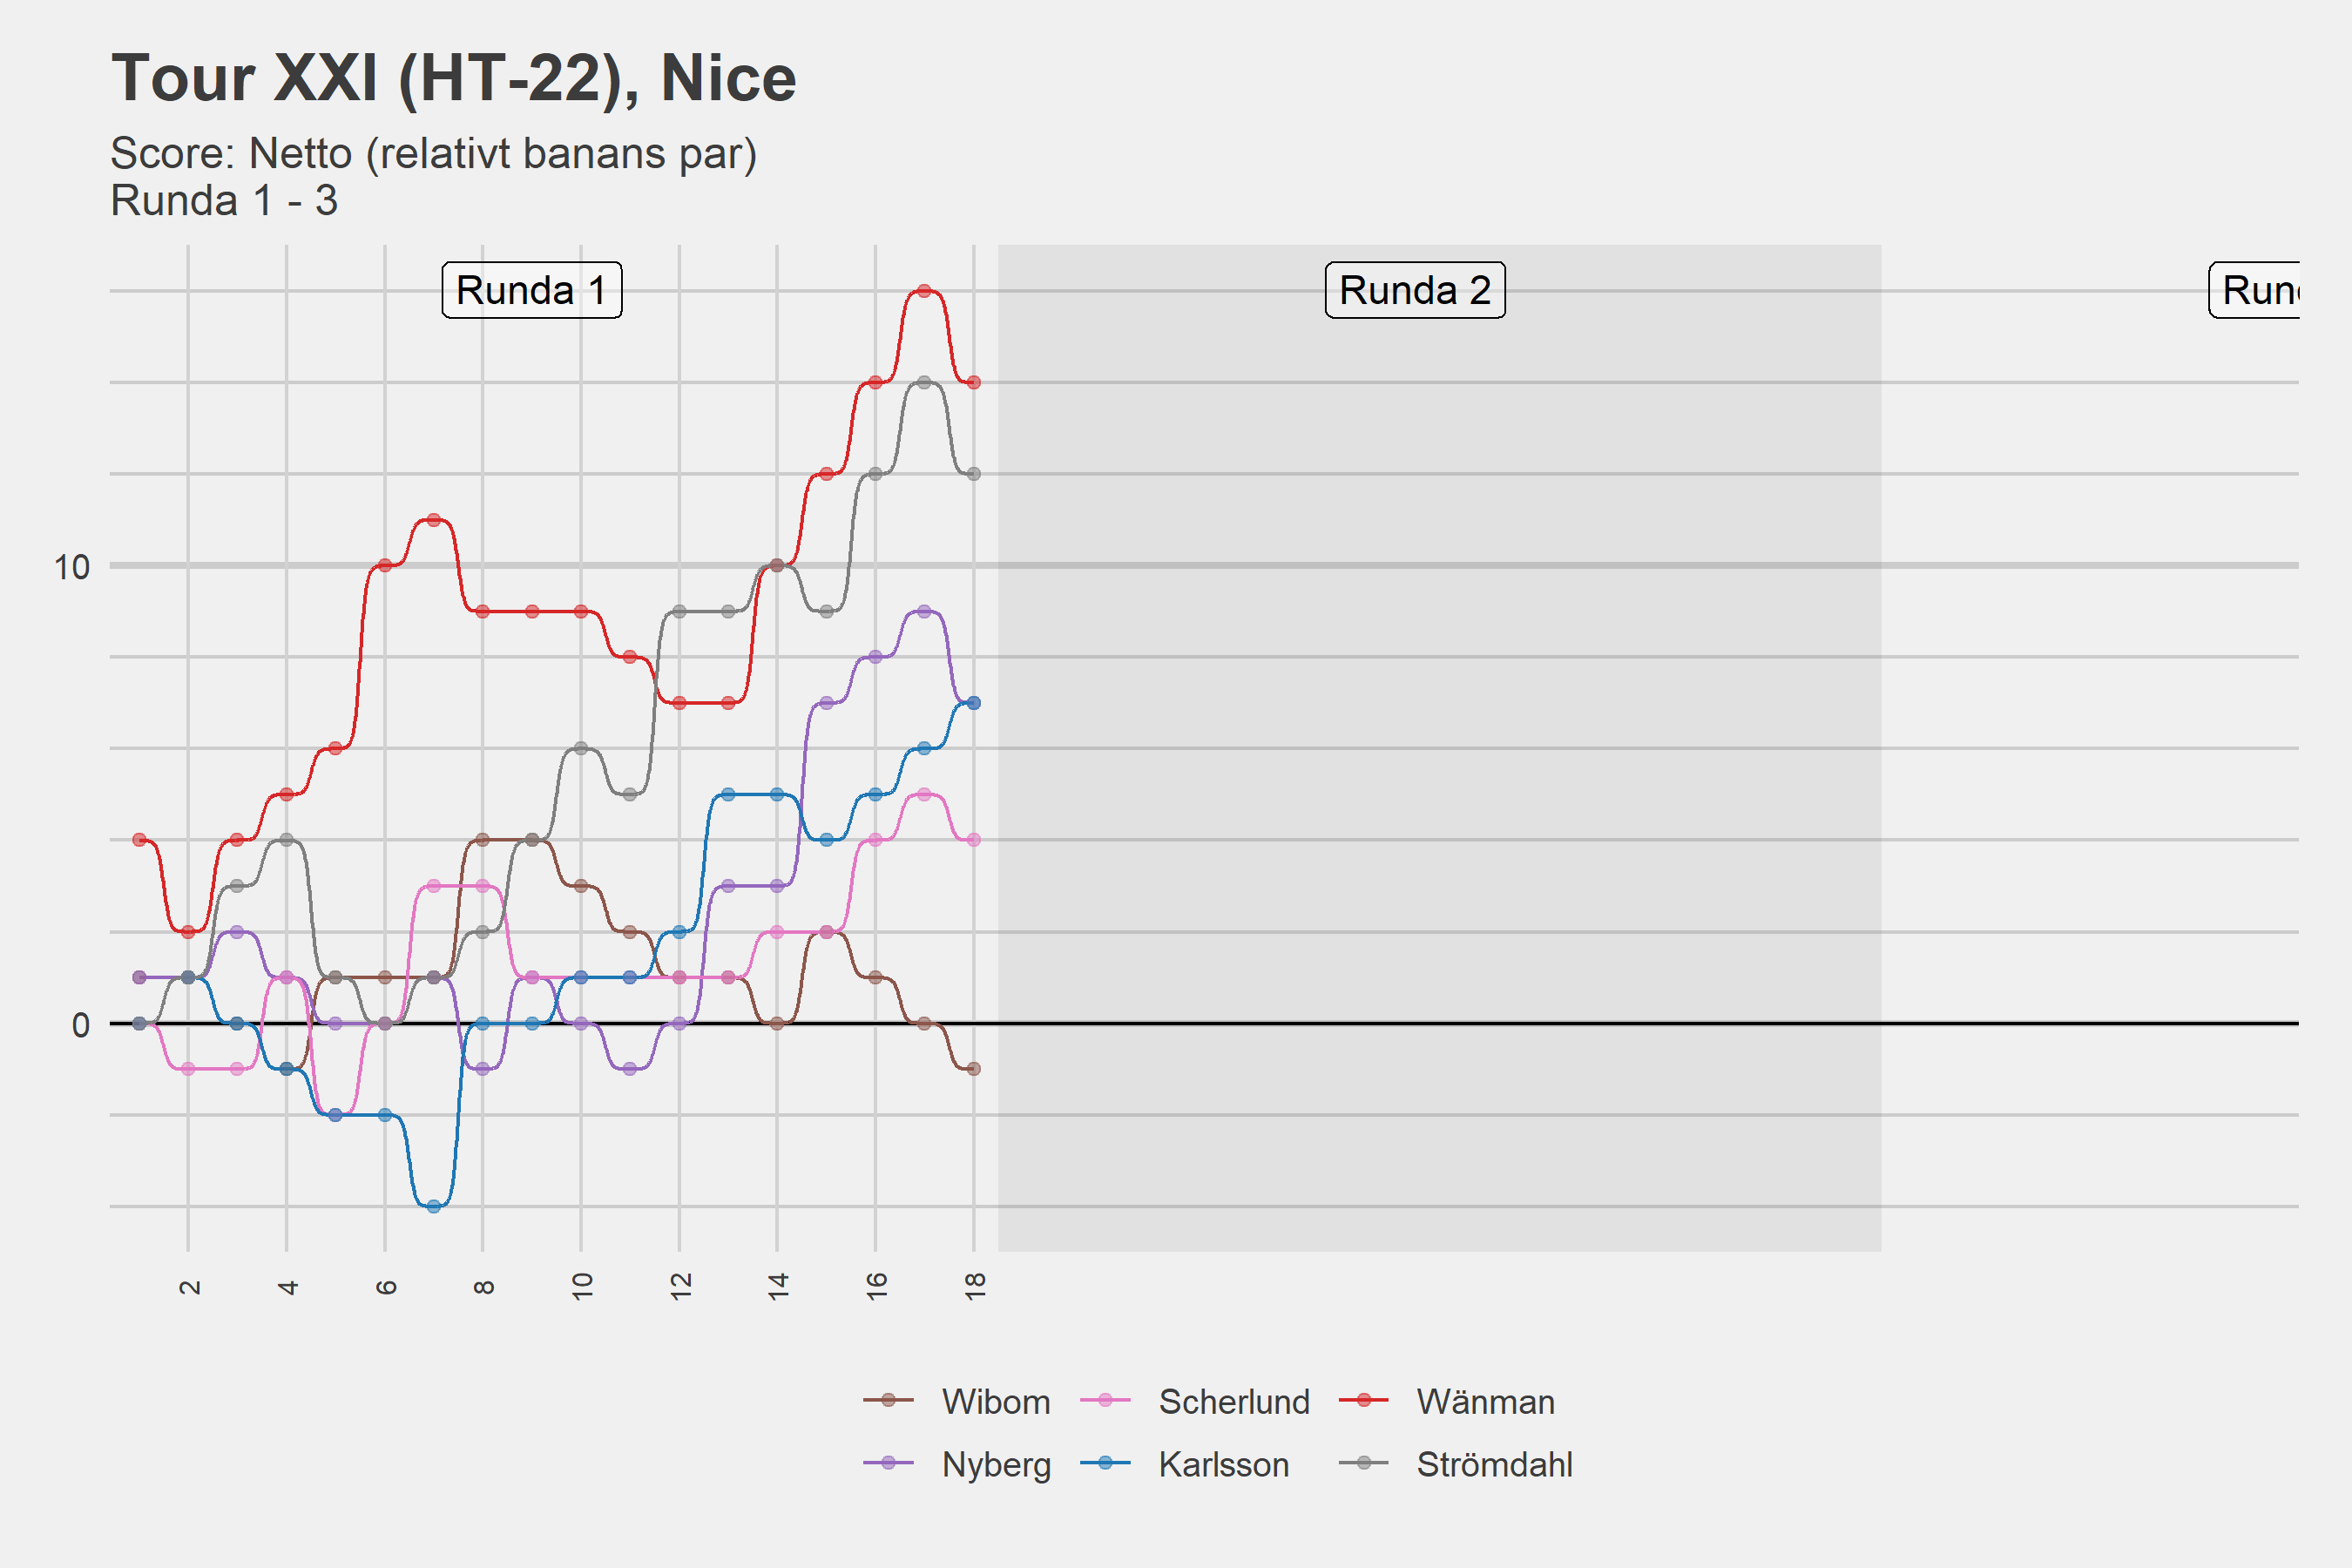 Tour XXI (HT-22), Nice
Score: Netto (relativt banans par)
Runda 1 - 3
Runda 1
Runda 2
10
0
2
4
6
8
10
12
14
16
18
Wibom
Scherlund
Wänman
Nyberg
Karlsson
Strömdahl